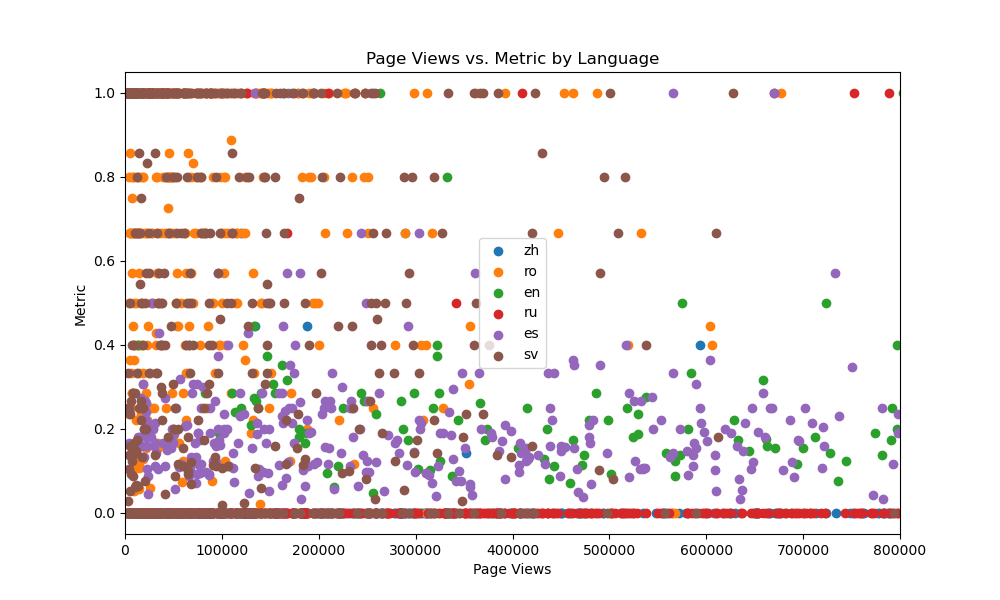 Page Views vs. Metric by Language
1.0
0.8
0.6
0.4
0.2
0.0
Metric
zh
ro
en
ru
es
sv
0 100000 200000 300000 400000 500000 600000 700000 800000
Page Views